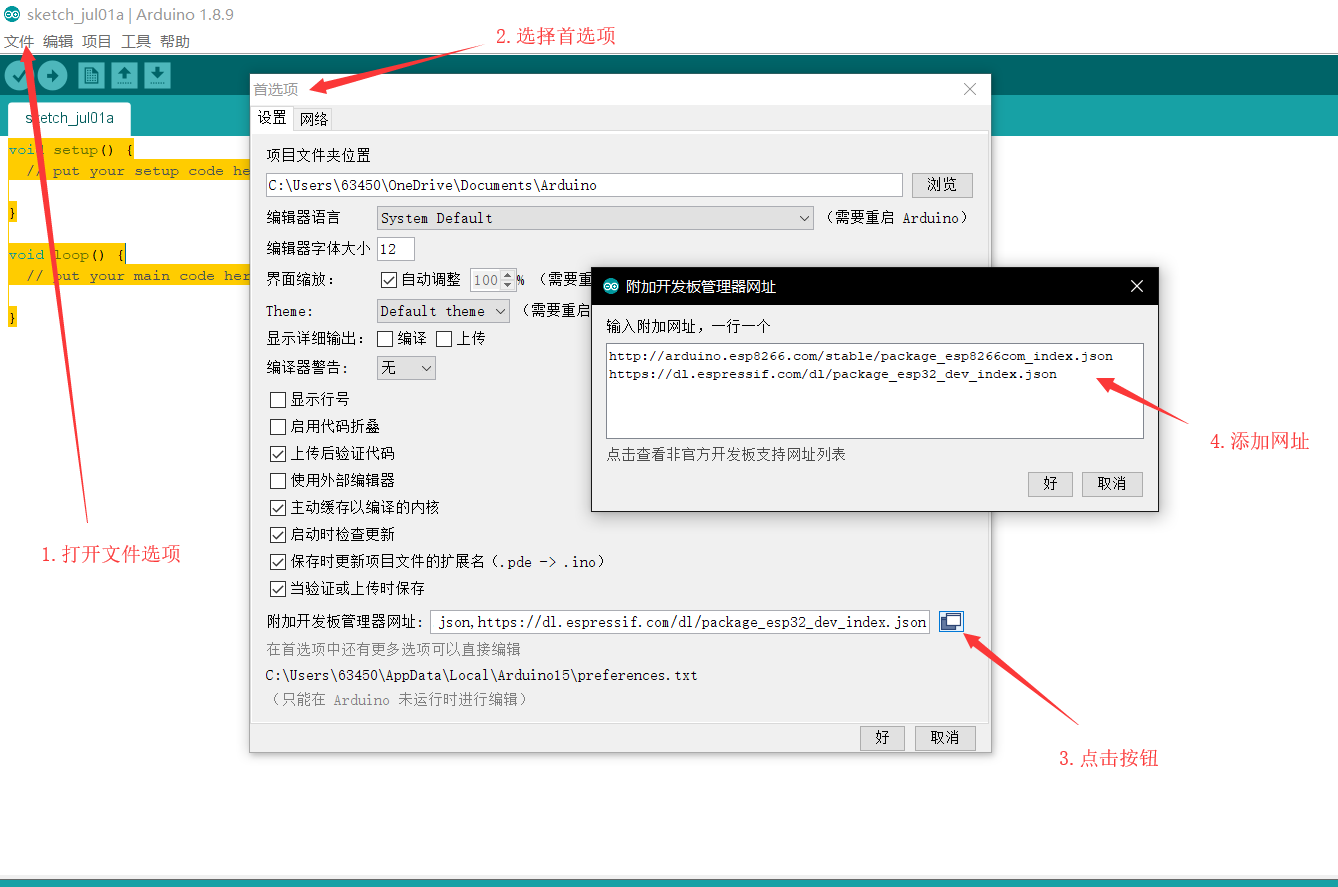 sketch_jul01a | Arduino 1.8.9
文件 编辑 项目 工具 帮助
2.选择首选项
首选项
sketch_jul01a
设置 网络
void setup() {
// put your setup code he
}
void loop() {
// put your main code her
}
项目文件夹位置
C:\Users\63450\OneDrive\Documents\Arduino 浏览
编辑器语言 System Default （需要重启 Arduino）
编辑器字体大小 12
界面缩放： 自动调整 100 % （需要重
Theme: Default theme （需要重启
显示详细输出： 编译 上传
编译器警告： 无
显示行号
启用代码折叠
上传后验证代码
使用外部编辑器
主动缓存以编译的内核
启动时检查更新
保存时更新项目文件的扩展名（.pde -> .ino）
当验证或上传时保存
附加开发板管理器网址： json,https://dl.espressif.com/dl/package_esp32_dev_index.json
在首选项中还有更多选项可以直接编辑
C:\Users\63450\AppData\Local\Arduino15\preferences.txt
（只能在 Arduino 未运行时进行编辑）
好 取消
附加开发板管理器网址
输入附加网址，一行一个
http://arduino.esp8266.com/stable/package_esp8266com_index.json
https://dl.espressif.com/dl/package_esp32_dev_index.json
点击查看非官方开发板支持网址列表
好 取消
4.添加网址
1.打开文件选项
3.点击按钮